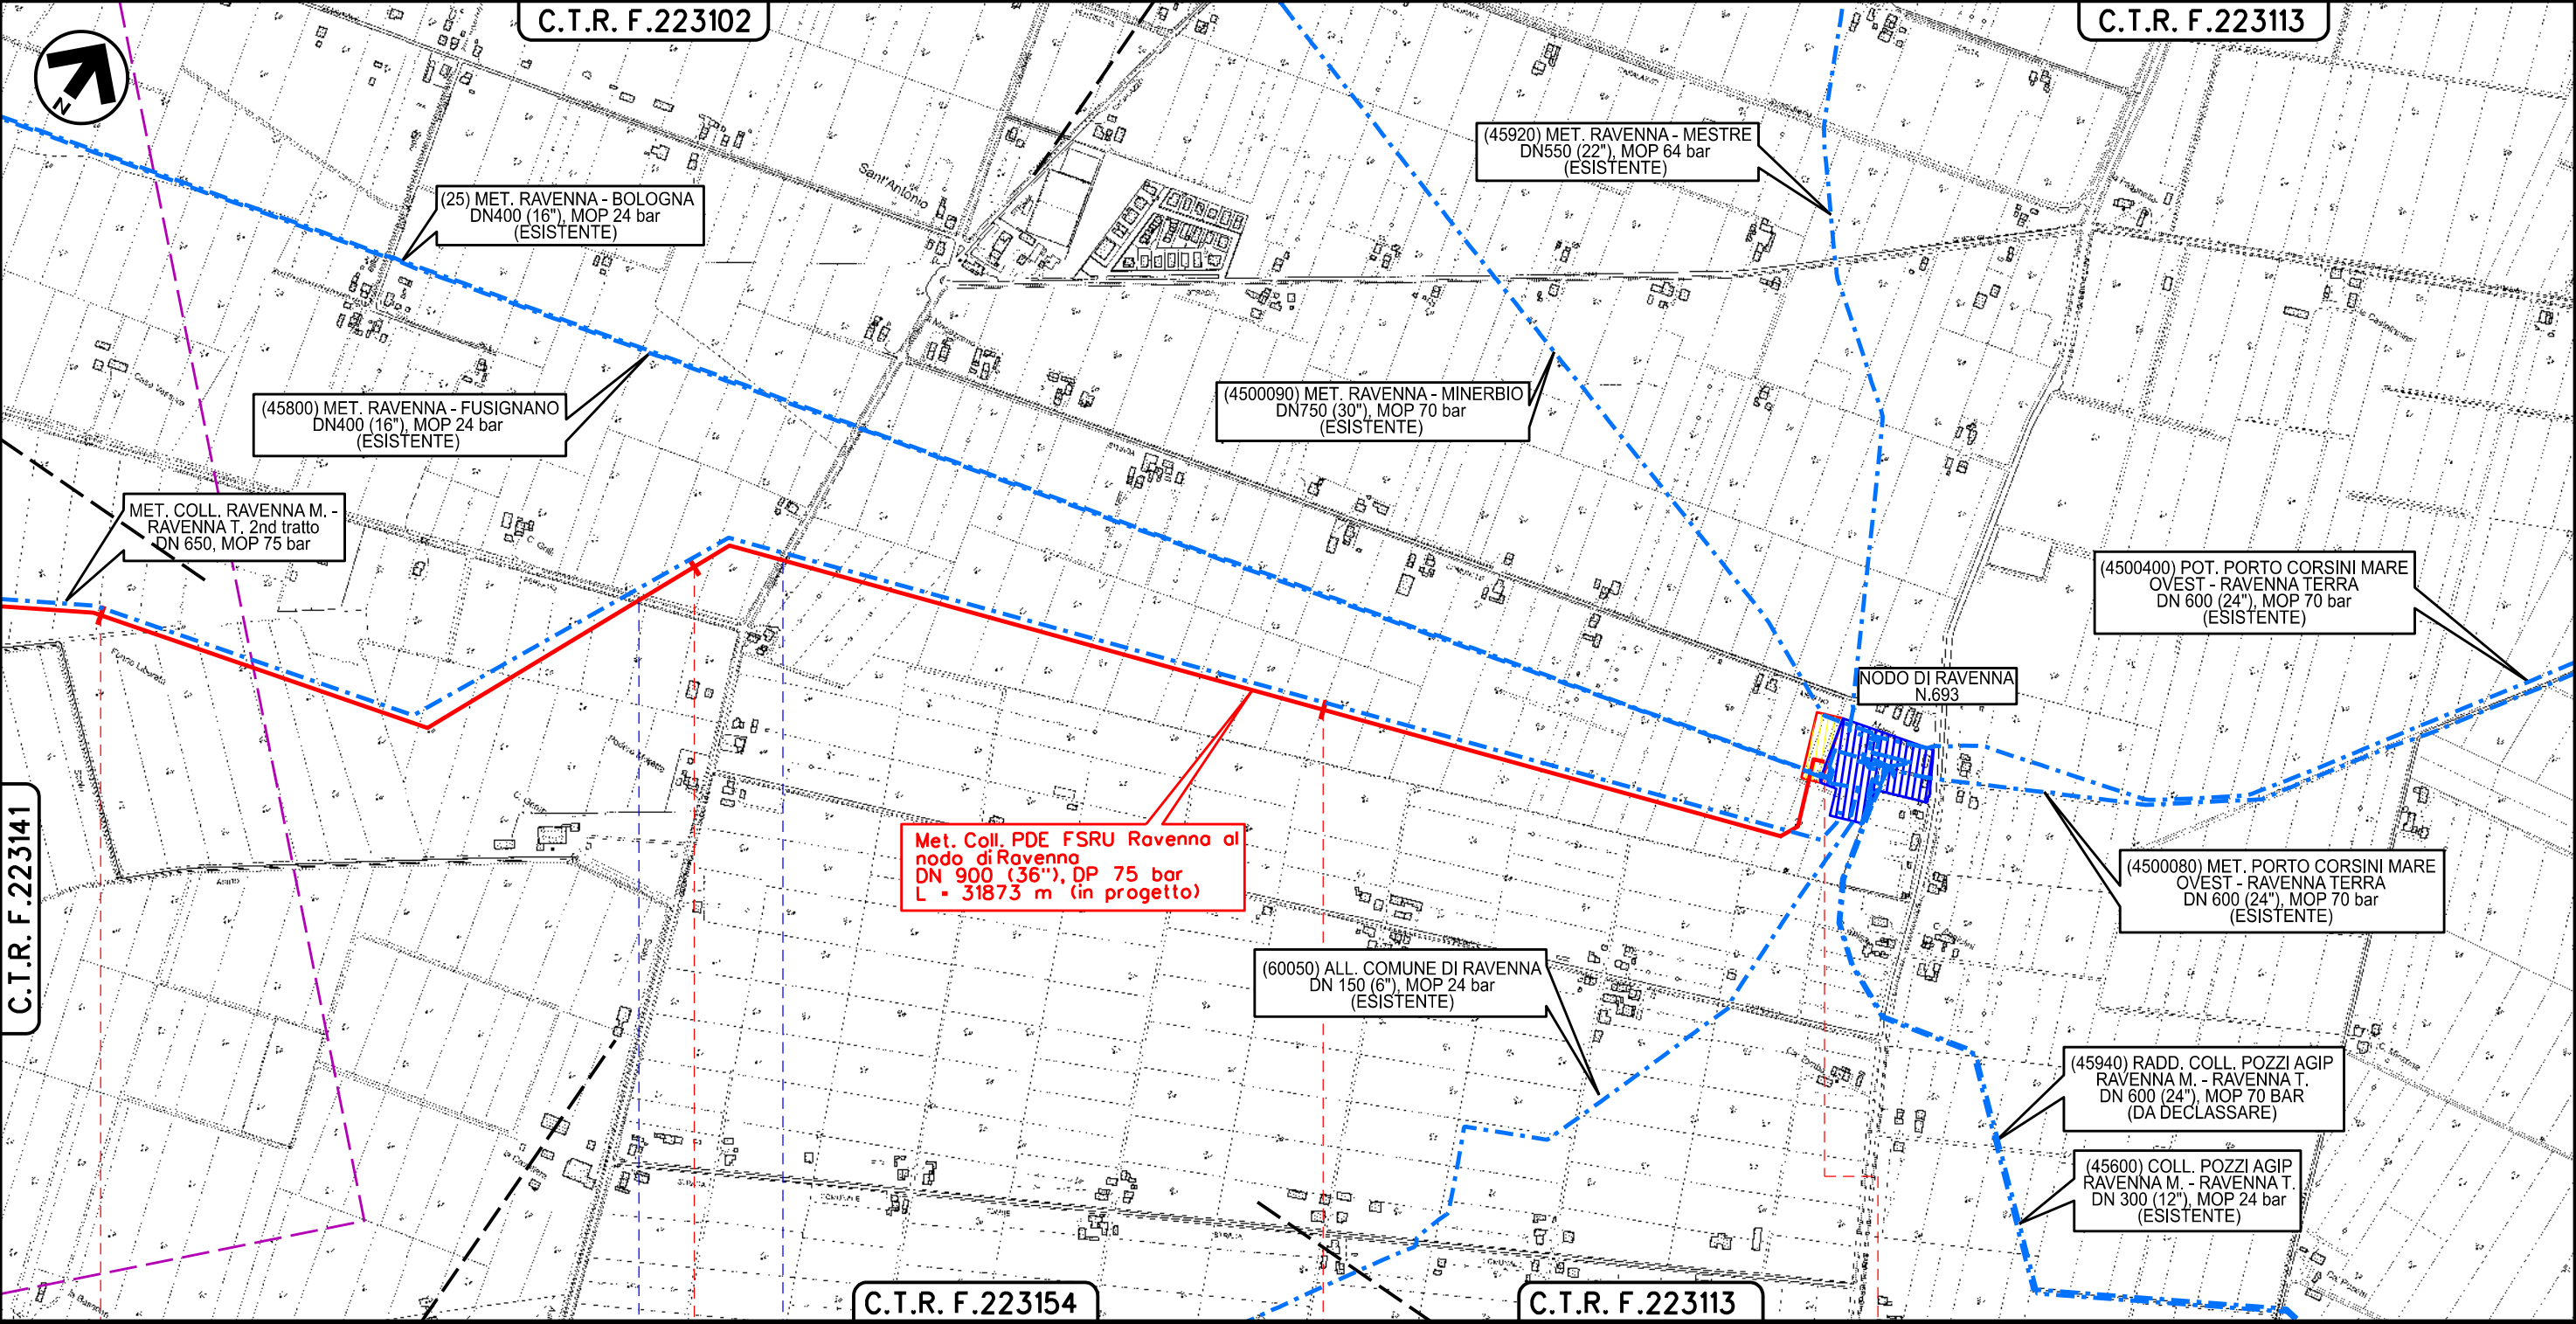 C.T.R. F.223102
C.T.R. F.223113
N
(45920) MET. RAVENNA - MESTRE
DN550 (22"), MOP 64 bar
(ESISTENTE)
Sant'Antonio
(25) MET. RAVENNA - BOLOGNA
DN400 (16"), MOP 24 bar
(ESISTENTE)
(45800) MET. RAVENNA - FUSIGNANO
DN400 (16"), MOP 24 bar
(ESISTENTE)
(4500090) MET. RAVENNA - MINERBIO
DN750 (30"), MOP 70 bar
(ESISTENTE)
MET. COLL. RAVENNA M. -
RAVENNA T. 2nd tratto
DN 650, MOP 75 bar
(4500400) POT. PORTO CORSINI MARE
OVEST - RAVENNA TERRA
DN 600 (24"), MOP 70 bar
(ESISTENTE)
NODO DI RAVENNA
N.693
C.T.R. F.223141
Met. Coll. PDE FSRU Ravenna al
nodo di Ravenna
DN 900 (36''), DP 75 bar
L = 31873 m (in progetto)
(4500080) MET. PORTO CORSINI MARE
OVEST - RAVENNA TERRA
DN 600 (24"), MOP 70 bar
(ESISTENTE)
(60050) ALL. COMUNE DI RAVENNA
DN 150 (6"), MOP 24 bar
(ESISTENTE)
(45940) RADD. COLL. POZZI AGIP
RAVENNA M. - RAVENNA T.
DN 600 (24"), MOP 70 BAR
(DA DECLASSARE)
(45600) COLL. POZZI AGIP
RAVENNA M. - RAVENNA T.
DN 300 (12"), MOP 24 bar
(ESISTENTE)
C.T.R. F.223154
C.T.R. F.223113